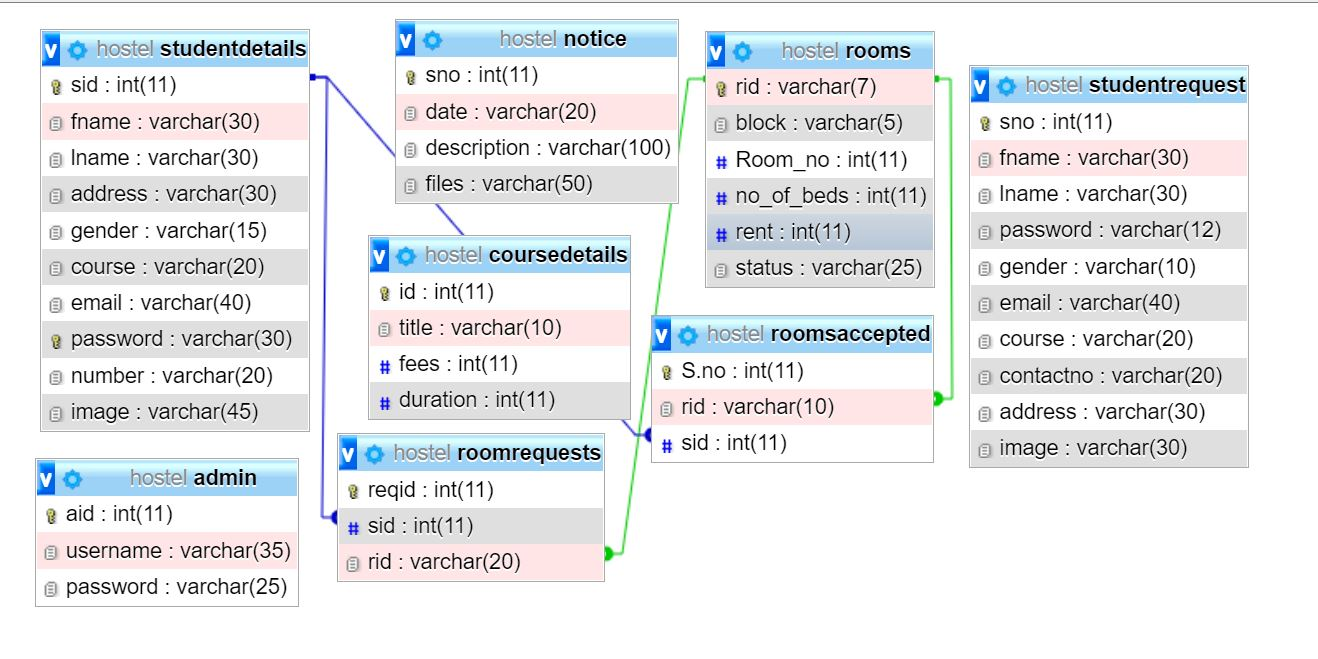 v hostel studentdetails
sid : int(11)
fname : varchar(30)
lname : varchar(30)
address : varchar(30)
gender : varchar(15)
course : varchar(20)
email : varchar(40)
password : varchar(30)
number : varchar(20)
image : varchar(45)
v hostel admin
aid : int(11)
username : varchar(35)
password : varchar(25)
v hostel notice
sno : int(11)
date : varchar(20)
description : varchar(100)
files : varchar(50)
v hostel coursedetails
id : int(11)
title : varchar(10)
# fees : int(11)
# duration : int(11)
v hostel roomrequests
reqid : int(11)
# sid : int(11)
rid : varchar(20)
v hostel rooms
rid : varchar(7)
block : varchar(5)
# Room_no : int(11)
# no_of_beds : int(11)
# rent : int(11)
status : varchar(25)
v hostel roomsaccepted
S.no : int(11)
rid : varchar(10)
# sid : int(11)
v hostel studentrequest
sno : int(11)
fname : varchar(30)
lname : varchar(30)
password : varchar(12)
gender : varchar(10)
email : varchar(40)
course : varchar(20)
contactno : varchar(20)
address : varchar(30)
image : varchar(30)